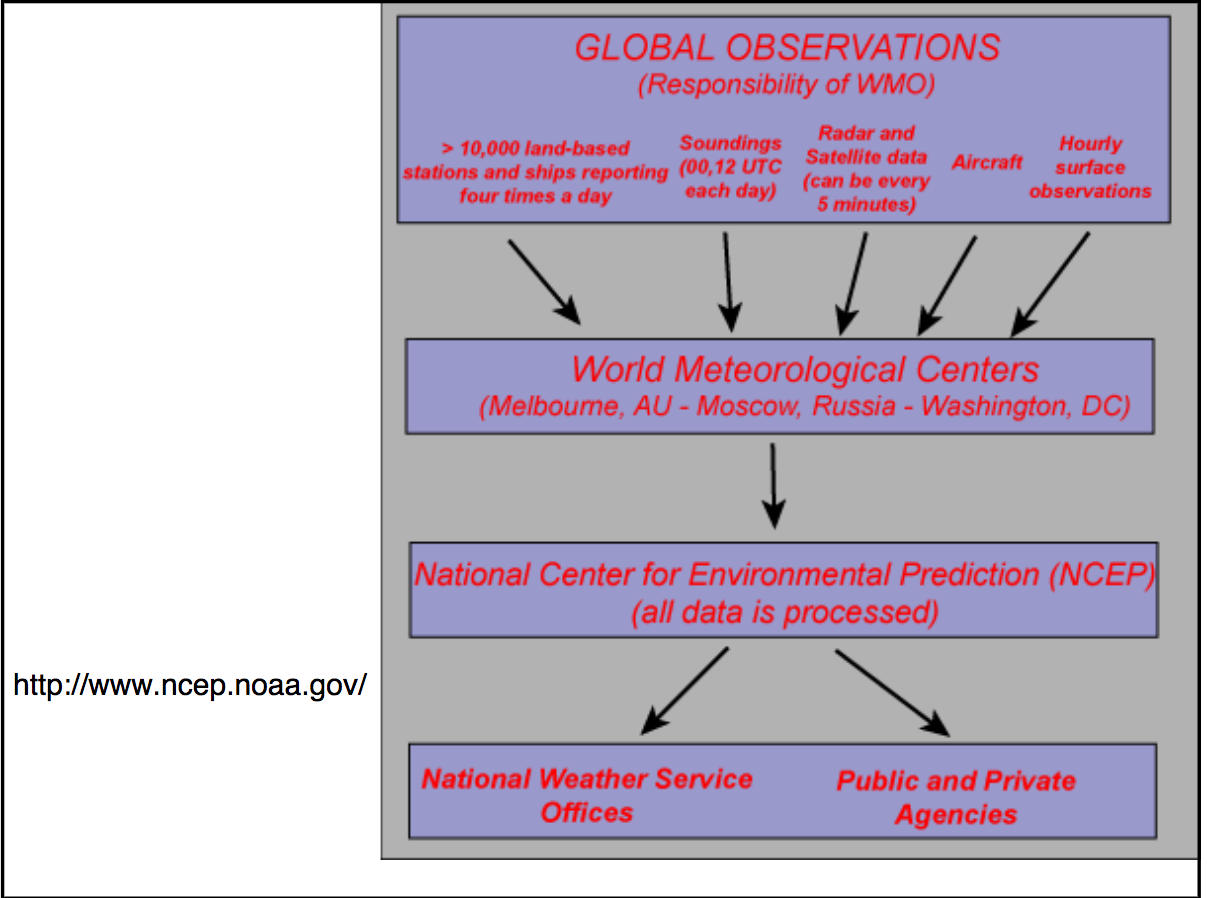 GLOBAL OBSERVATIONS
(Responsibility of WMO)
> 10,000 land-based
stations and ships reporting
four times a day
Soundings
(00,12 UTC
each day)
Radar and
Satellite data
(can be every
5 minutes)
Aircraft
Hourly
surface
observations
World Meteorological Centers
(Melbourne, AU - Moscow, Russia - Washington, DC)
National Center for Environmental Prediction (NCEP)
(all data is processed)
http://www.ncep.noaa.gov/
National Weather Service
Offices
Public and Private
Agencies